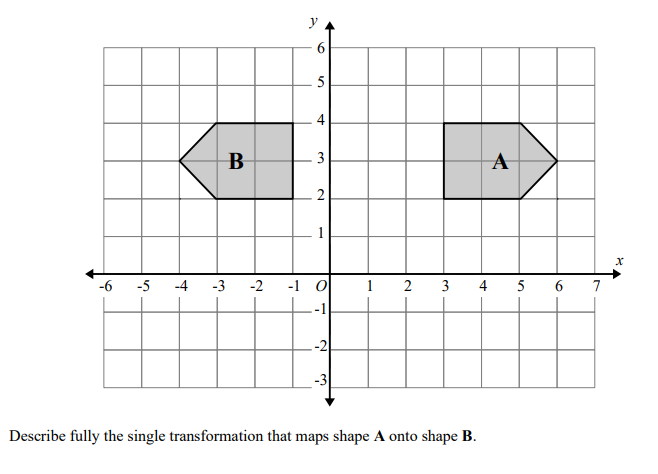 y
6
5
4
B 3 A
2
1
x
-6 -5 -4 -3 -2 -1 O 1 2 3 4 5 6 7
-1
-2
-3
Describe fully the single transformation that maps shape A onto shape B.